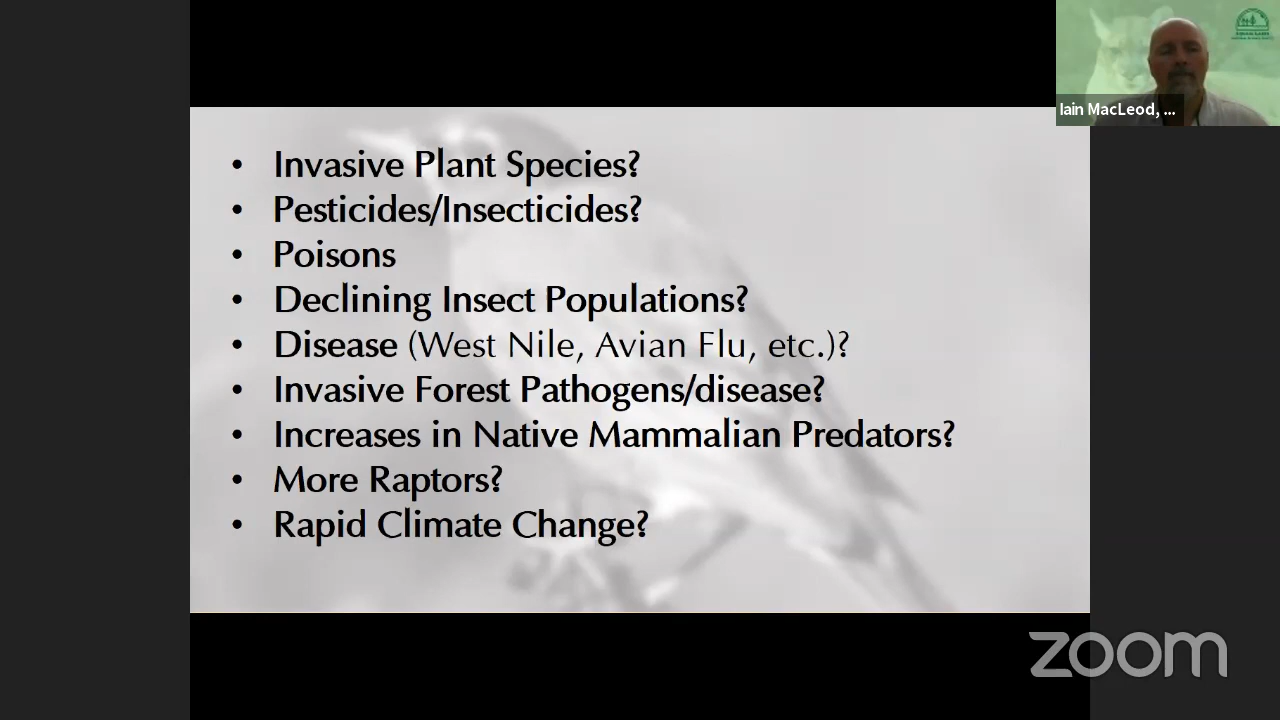 • Invasive Plant Species?
• Pesticides/Insecticides?
• Poisons
• Declining Insect Populations?
• Disease (West Nile, Avian Flu, etc.)?
• Invasive Forest Pathogens/disease?
• Increases in Native Mammalian Predators?
• More Raptors?
• Rapid Climate Change?
Iain MacLeod, ...
zoom